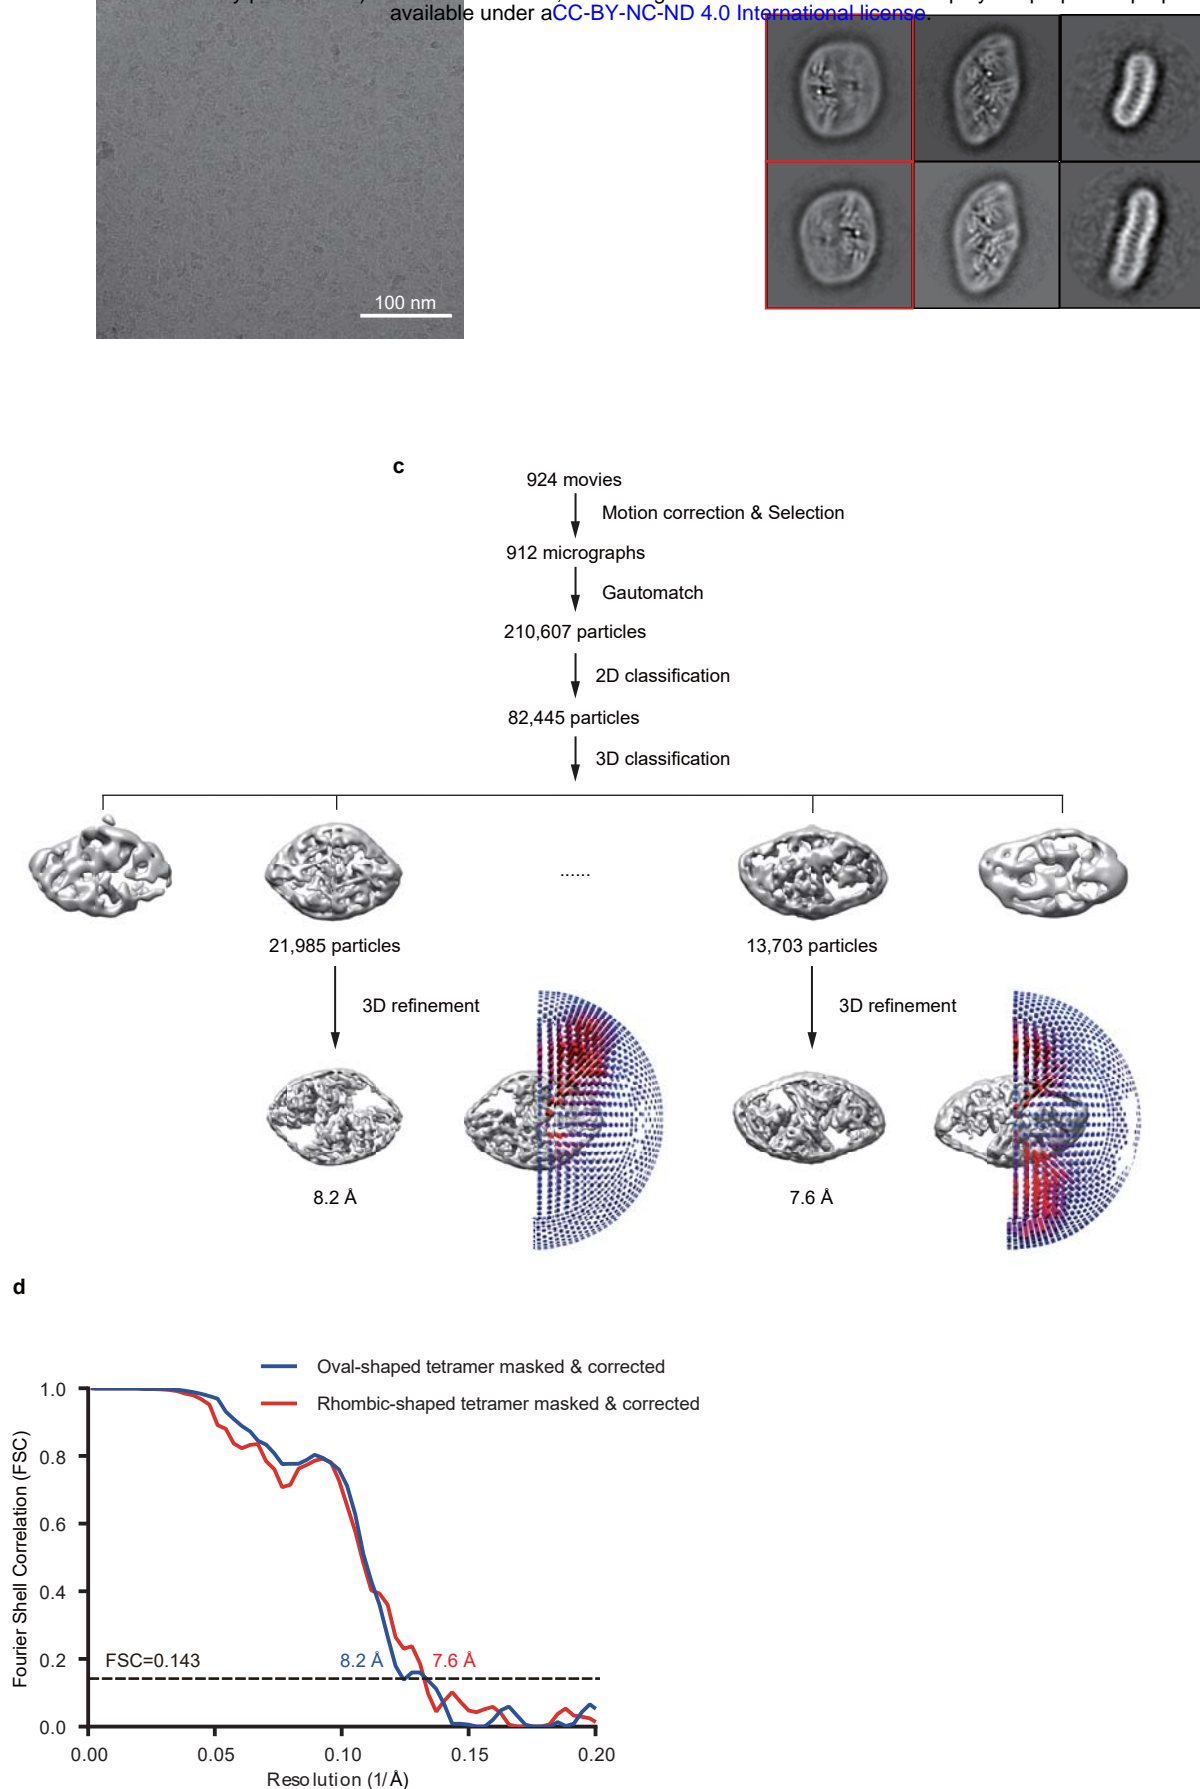 available under aCC-BY-NC-ND 4.0 International license.
100 nm
c
924 movies
Motion correction & Selection
912 micrographs
Gautomatch
210,607 particles
2D classification
82,445 particles
3D classification
......
21,985 particles
13,703 particles
3D refinement
3D refinement
8.2 Å
7.6 Å
d
Oval-shaped tetramer masked & corrected
Rhombic-shaped tetramer masked & corrected
Fourier Shell Correlation (FSC)
1.0
0.8
0.6
0.4
0.2
0.0
FSC=0.143
8.2 Å
7.6 Å
0.00
0.05
0.10
0.15
0.20
Resolution (1/Å)